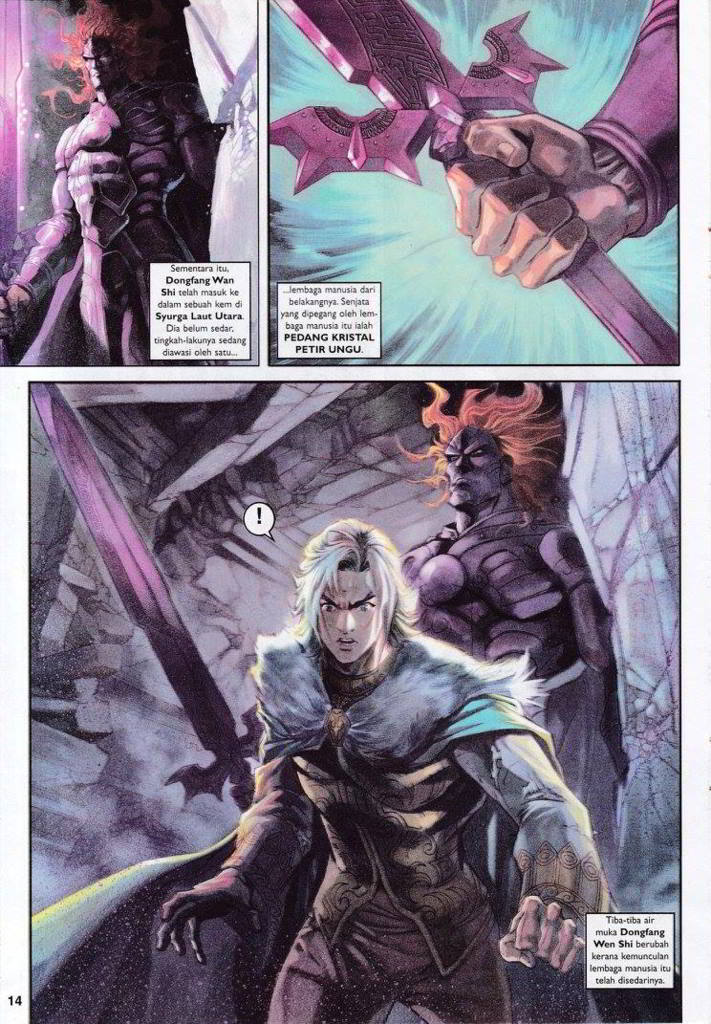 Sementara itu,
Dongfang Wan
Shi telah masuk ke
dalam sebuah kem di
Syurga Laut Utara.
Dia belum sedar,
tingkah-lakunya sedang
diawasi oleh satu...
...lembaga manusia dari
belakangnya. Senjata
yang dipegang oleh lem-
baga manusia itu ialah
PEDANG KRISTAL
PETIR UNGU.
!
Tiba-tiba air
muka Dongfang
Wen Shi berubah
kerana kemunculan
lembaga manusia itu
telah disedarinya.
14